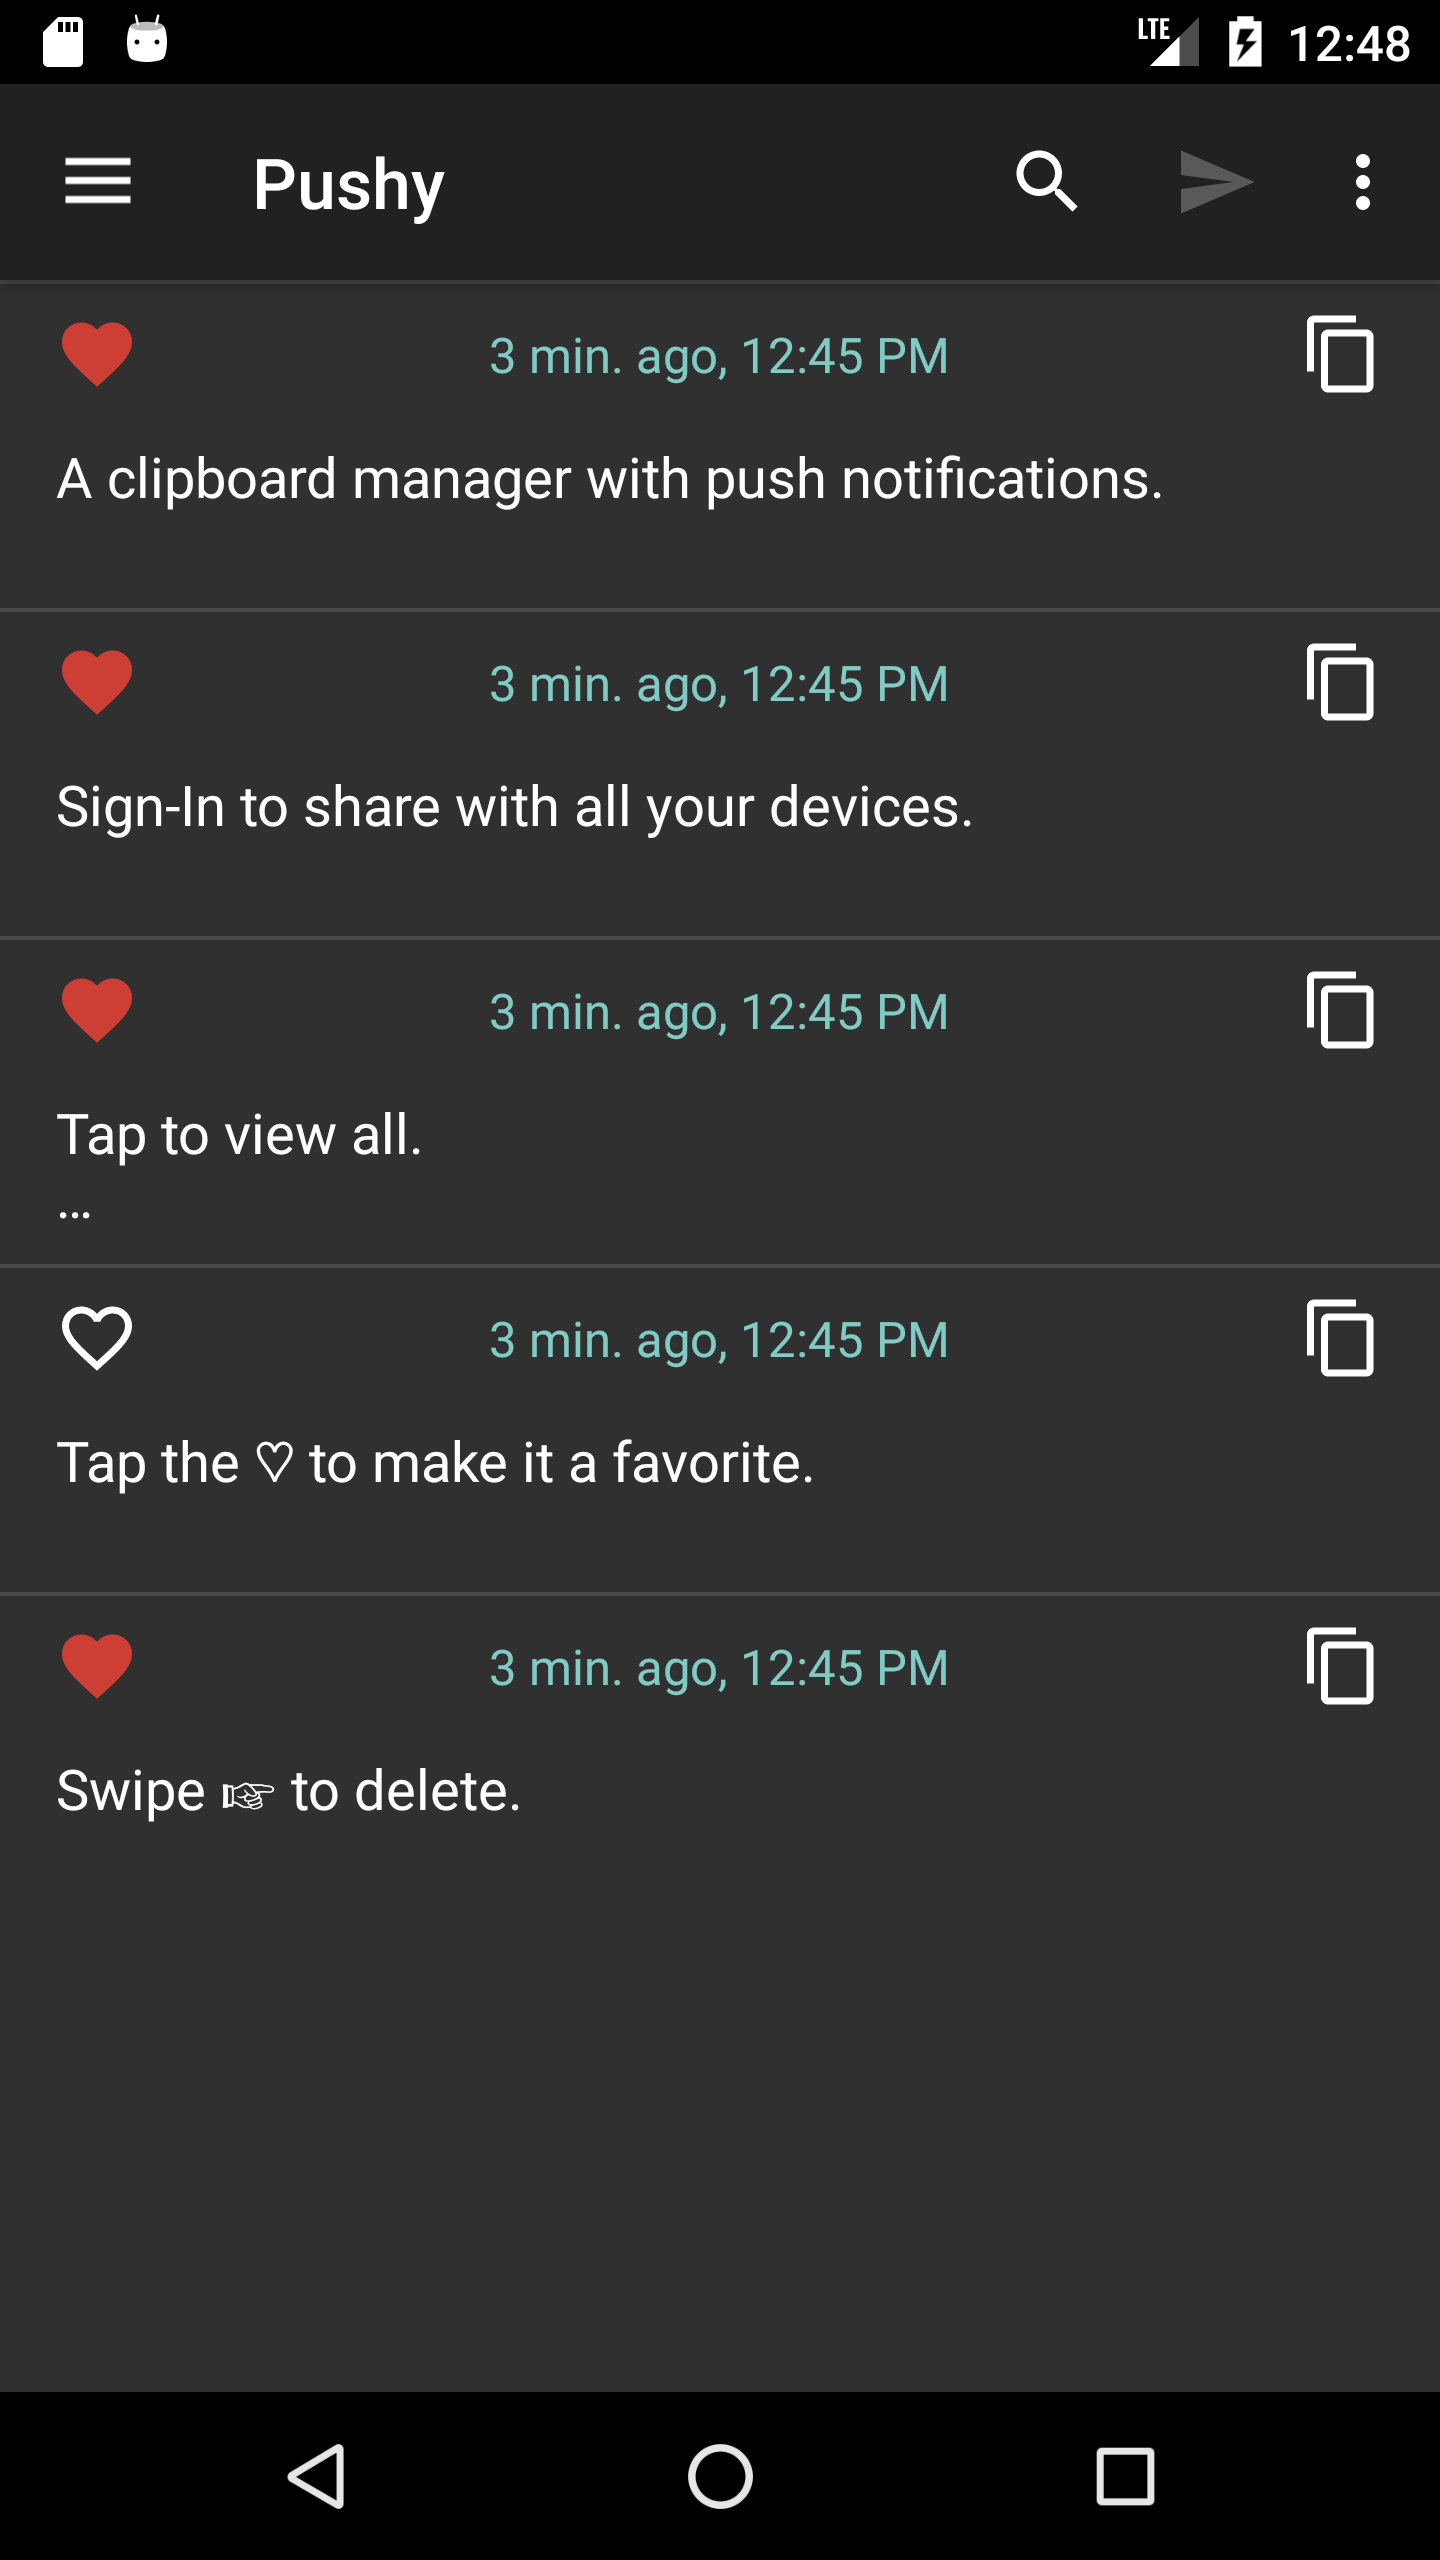 LTE 12:48
Pushy
3 min. ago, 12:45 PM
A clipboard manager with push notifications.
3 min. ago, 12:45 PM
Sign-In to share with all your devices.
3 min. ago, 12:45 PM
Tap to view all.
...
3 min. ago, 12:45 PM
Tap the ♡ to make it a favorite.
3 min. ago, 12:45 PM
Swipe ☞ to delete.